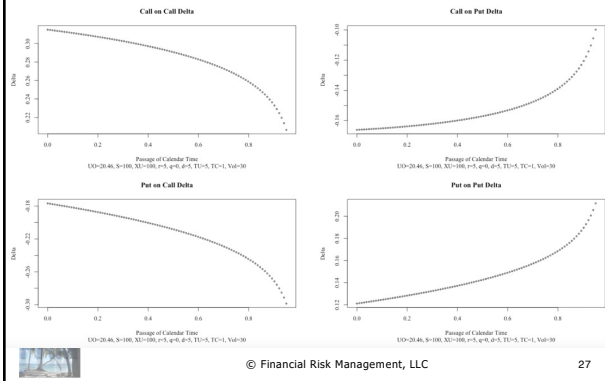 Call on Call Delta
Delta
0.30
0.28
0.26
0.24
0.22
0.0 0.2 0.4 0.6 0.8
Passage of Calendar Time
UO=20.46, S=100, XU=100, r=5, q=0, d=5, TU=5, TC=1, Vol=30
Call on Put Delta
Delta
-0.10
-0.12
-0.14
-0.16
0.0 0.2 0.4 0.6 0.8
Passage of Calendar Time
UO=20.46, S=100, XU=100, r=5, q=0, d=5, TU=5, TC=1, Vol=30
Put on Call Delta
Delta
-0.18
-0.22
-0.26
-0.30
0.0 0.2 0.4 0.6 0.8
Passage of Calendar Time
UO=20.46, S=100, XU=100, r=5, q=0, d=5, TU=5, TC=1, Vol=30
Put on Put Delta
Delta
0.20
0.18
0.16
0.14
0.12
0.0 0.2 0.4 0.6 0.8
Passage of Calendar Time
UO=20.46, S=100, XU=100, r=5, q=0, d=5, TU=5, TC=1, Vol=30
© Financial Risk Management, LLC
27